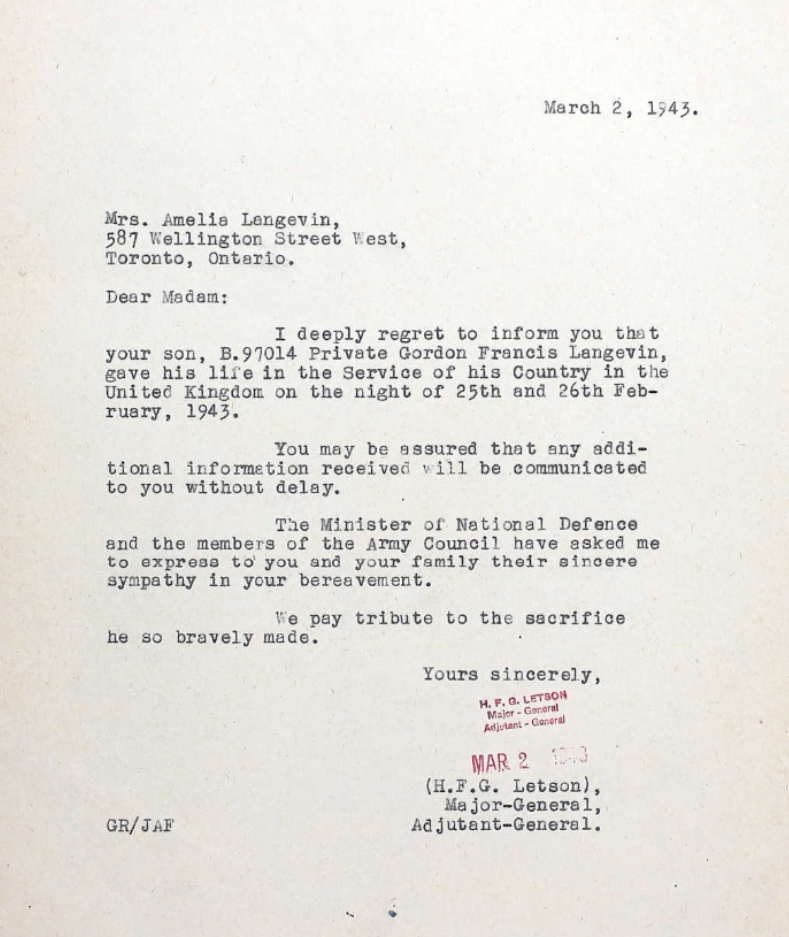 March 2, 1943.
Mrs. Amelia Langevin,
587 Wellington Street West,
Toronto, Ontario.
Dear Madam:
I deeply regret to inform you that
your son, B.97014 Private Gordon Francis Langevin,
gave his life in the Service of his Country in the
United Kingdom on the night of 25th and 26th Feb-
ruary, 1943.
You may be assured that any addi-
tional information received will be communicated
to you without delay.
The Minister of National Defence
and the members of the Army Council have asked me
to express to you and your family their sincere
sympathy in your bereavement.
We pay tribute to the sacrifice
he so bravely made.
Yours sincerely,
H. F. G. LETSON
Major - General
Adjutant - General
MAR 2 1943
(H.F.G. Letson),
Major-General,
Adjutant-General.
GR/JAF